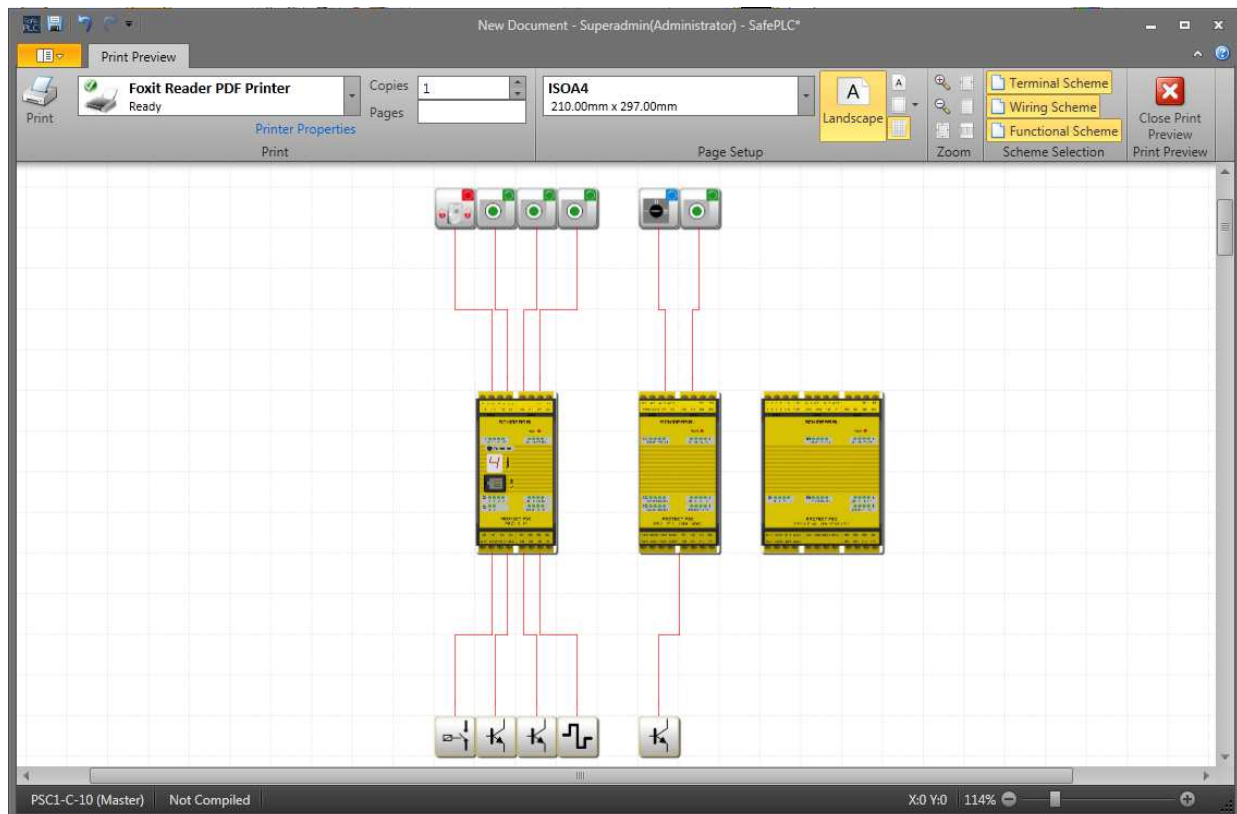 New Document - Superadmin(Administrator) - SafePLC*
Print Preview
Print
Foxit Reader PDF Printer
Ready
Printer Properties
Copies 1
Pages
Print
ISOA4
210.00mm x 297.00mm
A
Landscape
A
Page Setup
Zoom
Terminal Scheme
Wiring Scheme
Functional Scheme
Scheme Selection
Close Print
Preview
Print Preview
4
PSC1-C-10 (Master)
Not Compiled
X:0 Y:0
114%